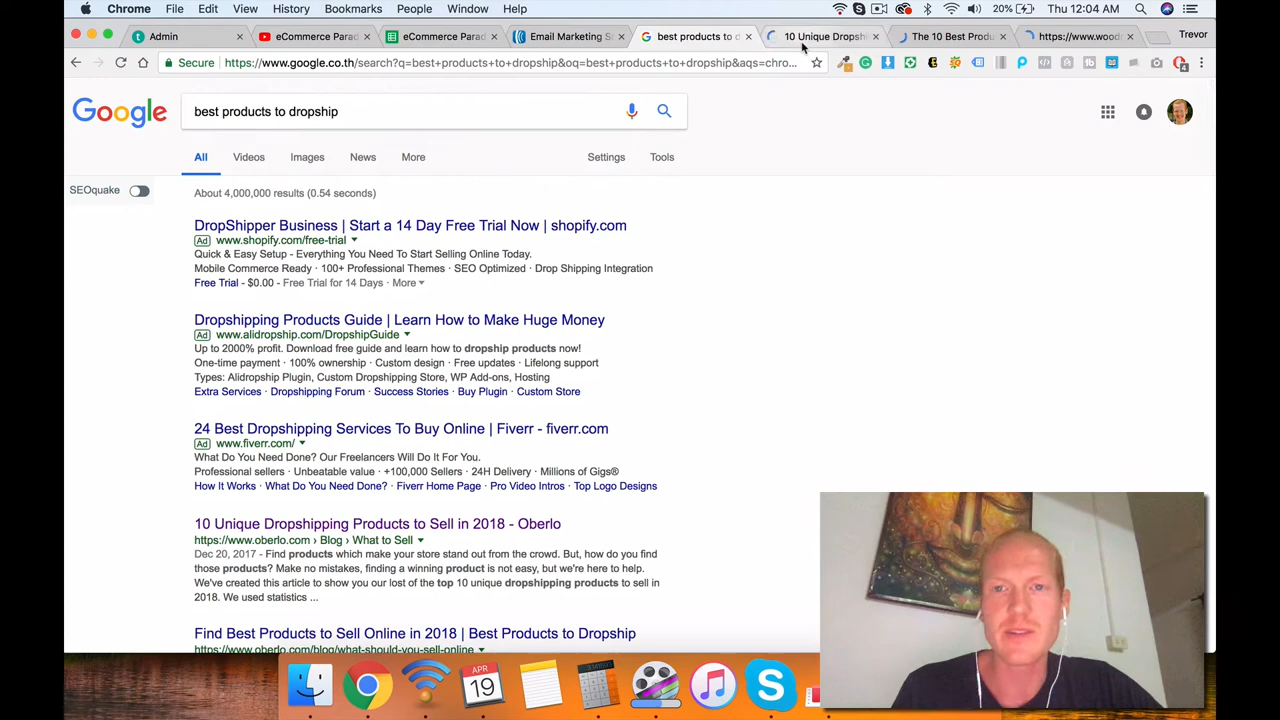 Chrome File Edit View History Bookmarks People Window Help 20% Thu 12:04 AM
Admin eCommerce Parad eCommerce Parad Email Marketing S best products to d 10 Unique Dropshi The 10 Best Produ https://www.wood Trevor
Secure https://www.google.co.th/search?q=best+products+to+dropship&oq=best+products+to+dropship&aqs=chro...
Google best products to dropship
All Videos Images News More Settings Tools
SEOquake About 4,000,000 results (0.54 seconds)
DropShipper Business | Start a 14 Day Free Trial Now | shopify.com
Ad www.shopify.com/free-trial
Quick & Easy Setup - Everything You Need To Start Selling Online Today.
Mobile Commerce Ready · 100+ Professional Themes · SEO Optimized · Drop Shipping Integration
Free Trial - $0.00 - Free Trial for 14 Days · More
Dropshipping Products Guide | Learn How to Make Huge Money
Ad www.alidropship.com/DropshipGuide
Up to 2000% profit. Download free guide and learn how to dropship products now!
One-time payment · 100% ownership · Custom design · Free updates · Lifelong support
Types: Alidropship Plugin, Custom Dropshipping Store, WP Add-ons, Hosting
Extra Services · Dropshipping Forum · Success Stories · Buy Plugin · Custom Store
24 Best Dropshipping Services To Buy Online | Fiverr - fiverr.com
Ad www.fiverr.com/
What Do You Need Done? Our Freelancers Will Do It For You.
Professional sellers · Unbeatable value · +100,000 Sellers · 24H Delivery · Millions of Gigs®
How It Works · What Do You Need Done? · Fiverr Home Page · Pro Video Intros · Top Logo Designs
10 Unique Dropshipping Products to Sell in 2018 - Oberlo
https://www.oberlo.com › Blog › What to Sell
Dec 20, 2017 - Find products which make your store stand out from the crowd. But, how do you find
those products? Make no mistakes, finding a winning product is not easy, but we're here to help.
We've created this article to show you our lost of the top 10 unique dropshipping products to sell in
2018. We used statistics ...
Find Best Products to Sell Online in 2018 | Best Products to Dropship
https://www.oberlo.com/blog/what-should-you-sell-online
APR
19